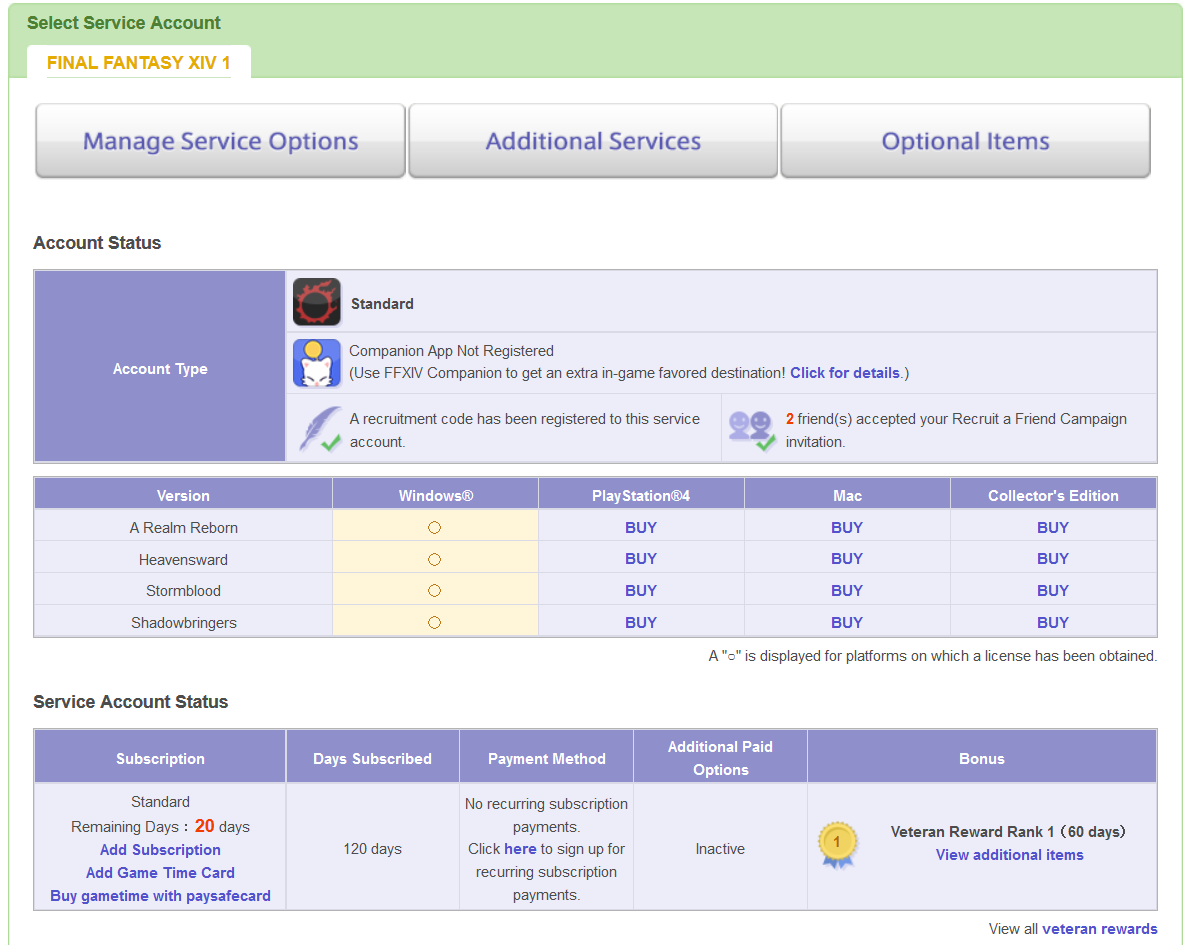 Select Service Account
FINAL FANTASY XIV 1
Manage Service Options
Additional Services
Optional Items
Account Status
Account Type
Standard
Companion App Not Registered
(Use FFXIV Companion to get an extra in-game favored destination! Click for details.)
A recruitment code has been registered to this service
account.
2 friend(s) accepted your Recruit a Friend Campaign
invitation.
Version Windows® PlayStation®4 Mac Collector's Edition
A Realm Reborn ○ BUY BUY BUY
Heavensward ○ BUY BUY BUY
Stormblood ○ BUY BUY BUY
Shadowbringers ○ BUY BUY BUY
A "○" is displayed for platforms on which a license has been obtained.
Service Account Status
Subscription
Days Subscribed
Payment Method
Additional Paid
Options
Bonus
Standard
Remaining Days : 20 days
Add Subscription
Add Game Time Card
Buy gametime with paysafecard
120 days
No recurring subscription
payments.
Click here to sign up for
recurring subscription
payments.
Inactive
1
Veteran Reward Rank 1 (60 days)
View additional items
View all veteran rewards